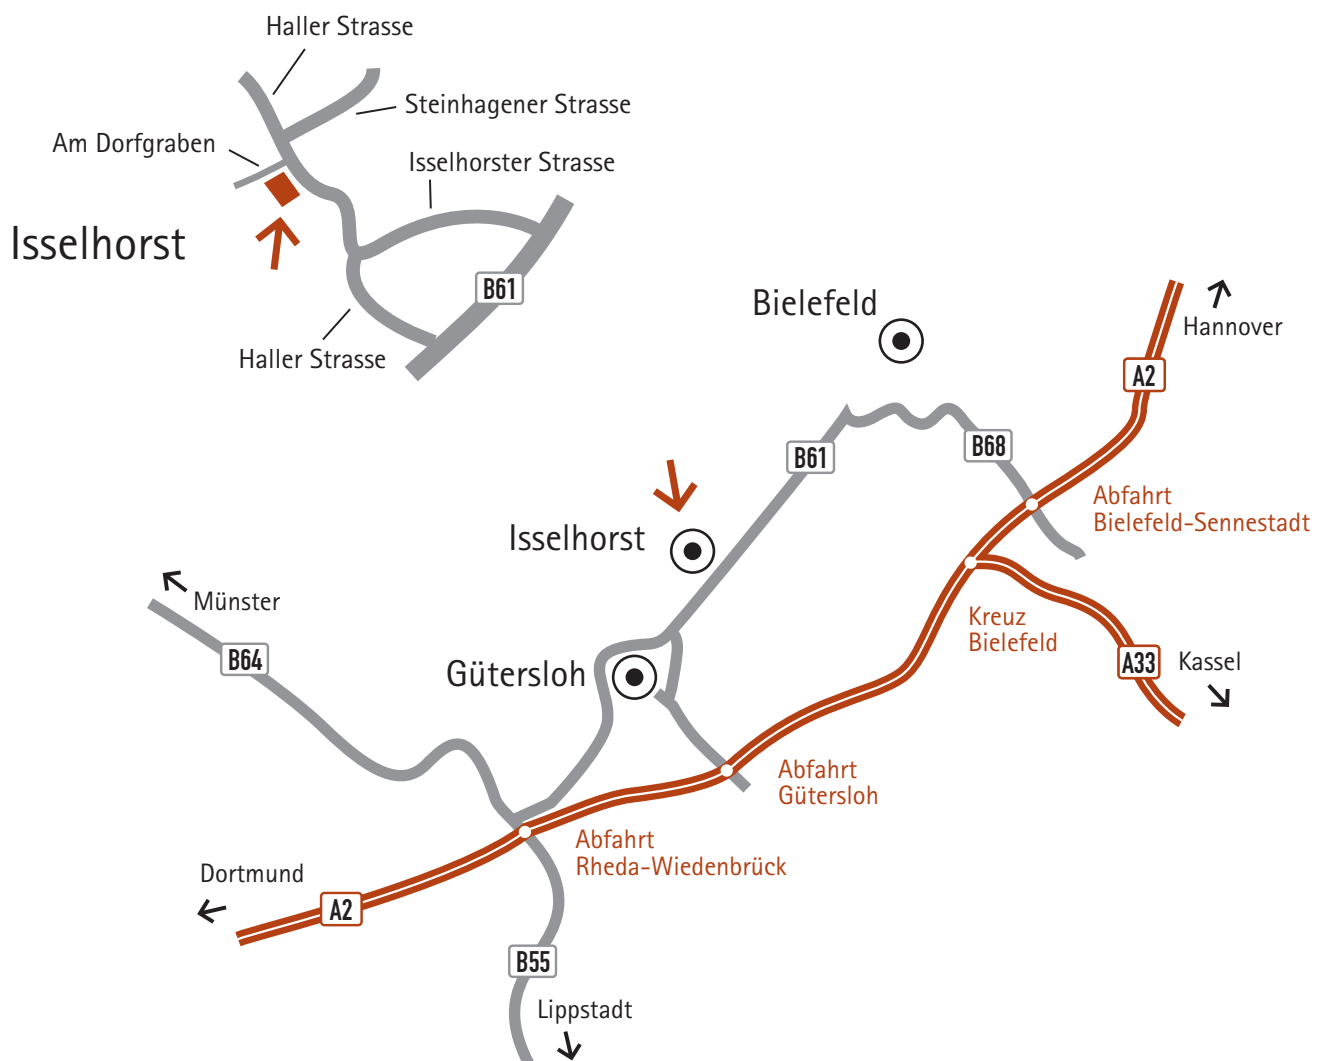 Haller Strasse
Steinhagener Strasse
Am Dorfgraben
Isselhorster Strasse
Isselhorst
B61
Haller Strasse
Bielefeld
Hannover
A2
B61
B68
Abfahrt
Bielefeld-Sennestadt
Isselhorst
Münster
Kreuz
Bielefeld
B64
A33
Kassel
Gütersloh
Abfahrt
Gütersloh
Abfahrt
Rheda-Wiedenbrück
Dortmund
A2
B55
Lippstadt